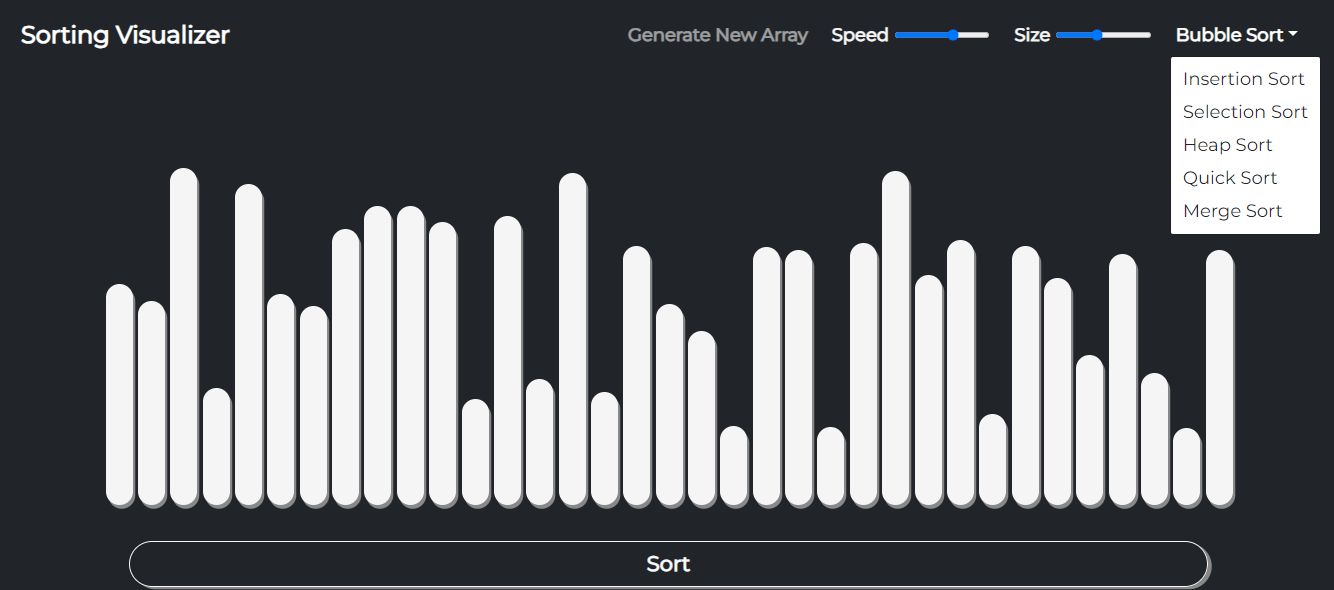 Sorting Visualizer
Generate New Array
Speed
Size
Bubble Sort
Insertion Sort
Selection Sort
Heap Sort
Quick Sort
Merge Sort
Sort